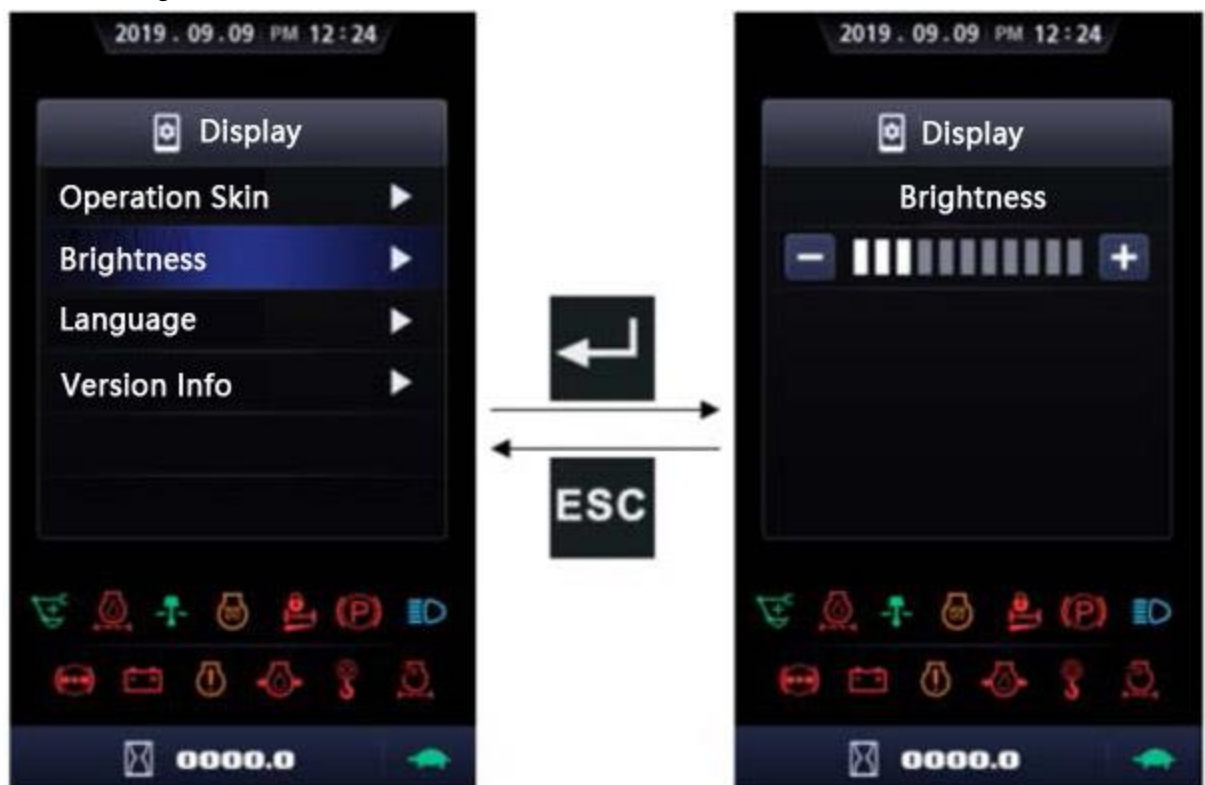 2019 . 09 . 09 PM 12 : 24
Display
Operation Skin
Brightness
Language
Version Info
0000.0
ESC
2019 . 09 . 09 PM 12 : 24
Display
Brightness
0000.0